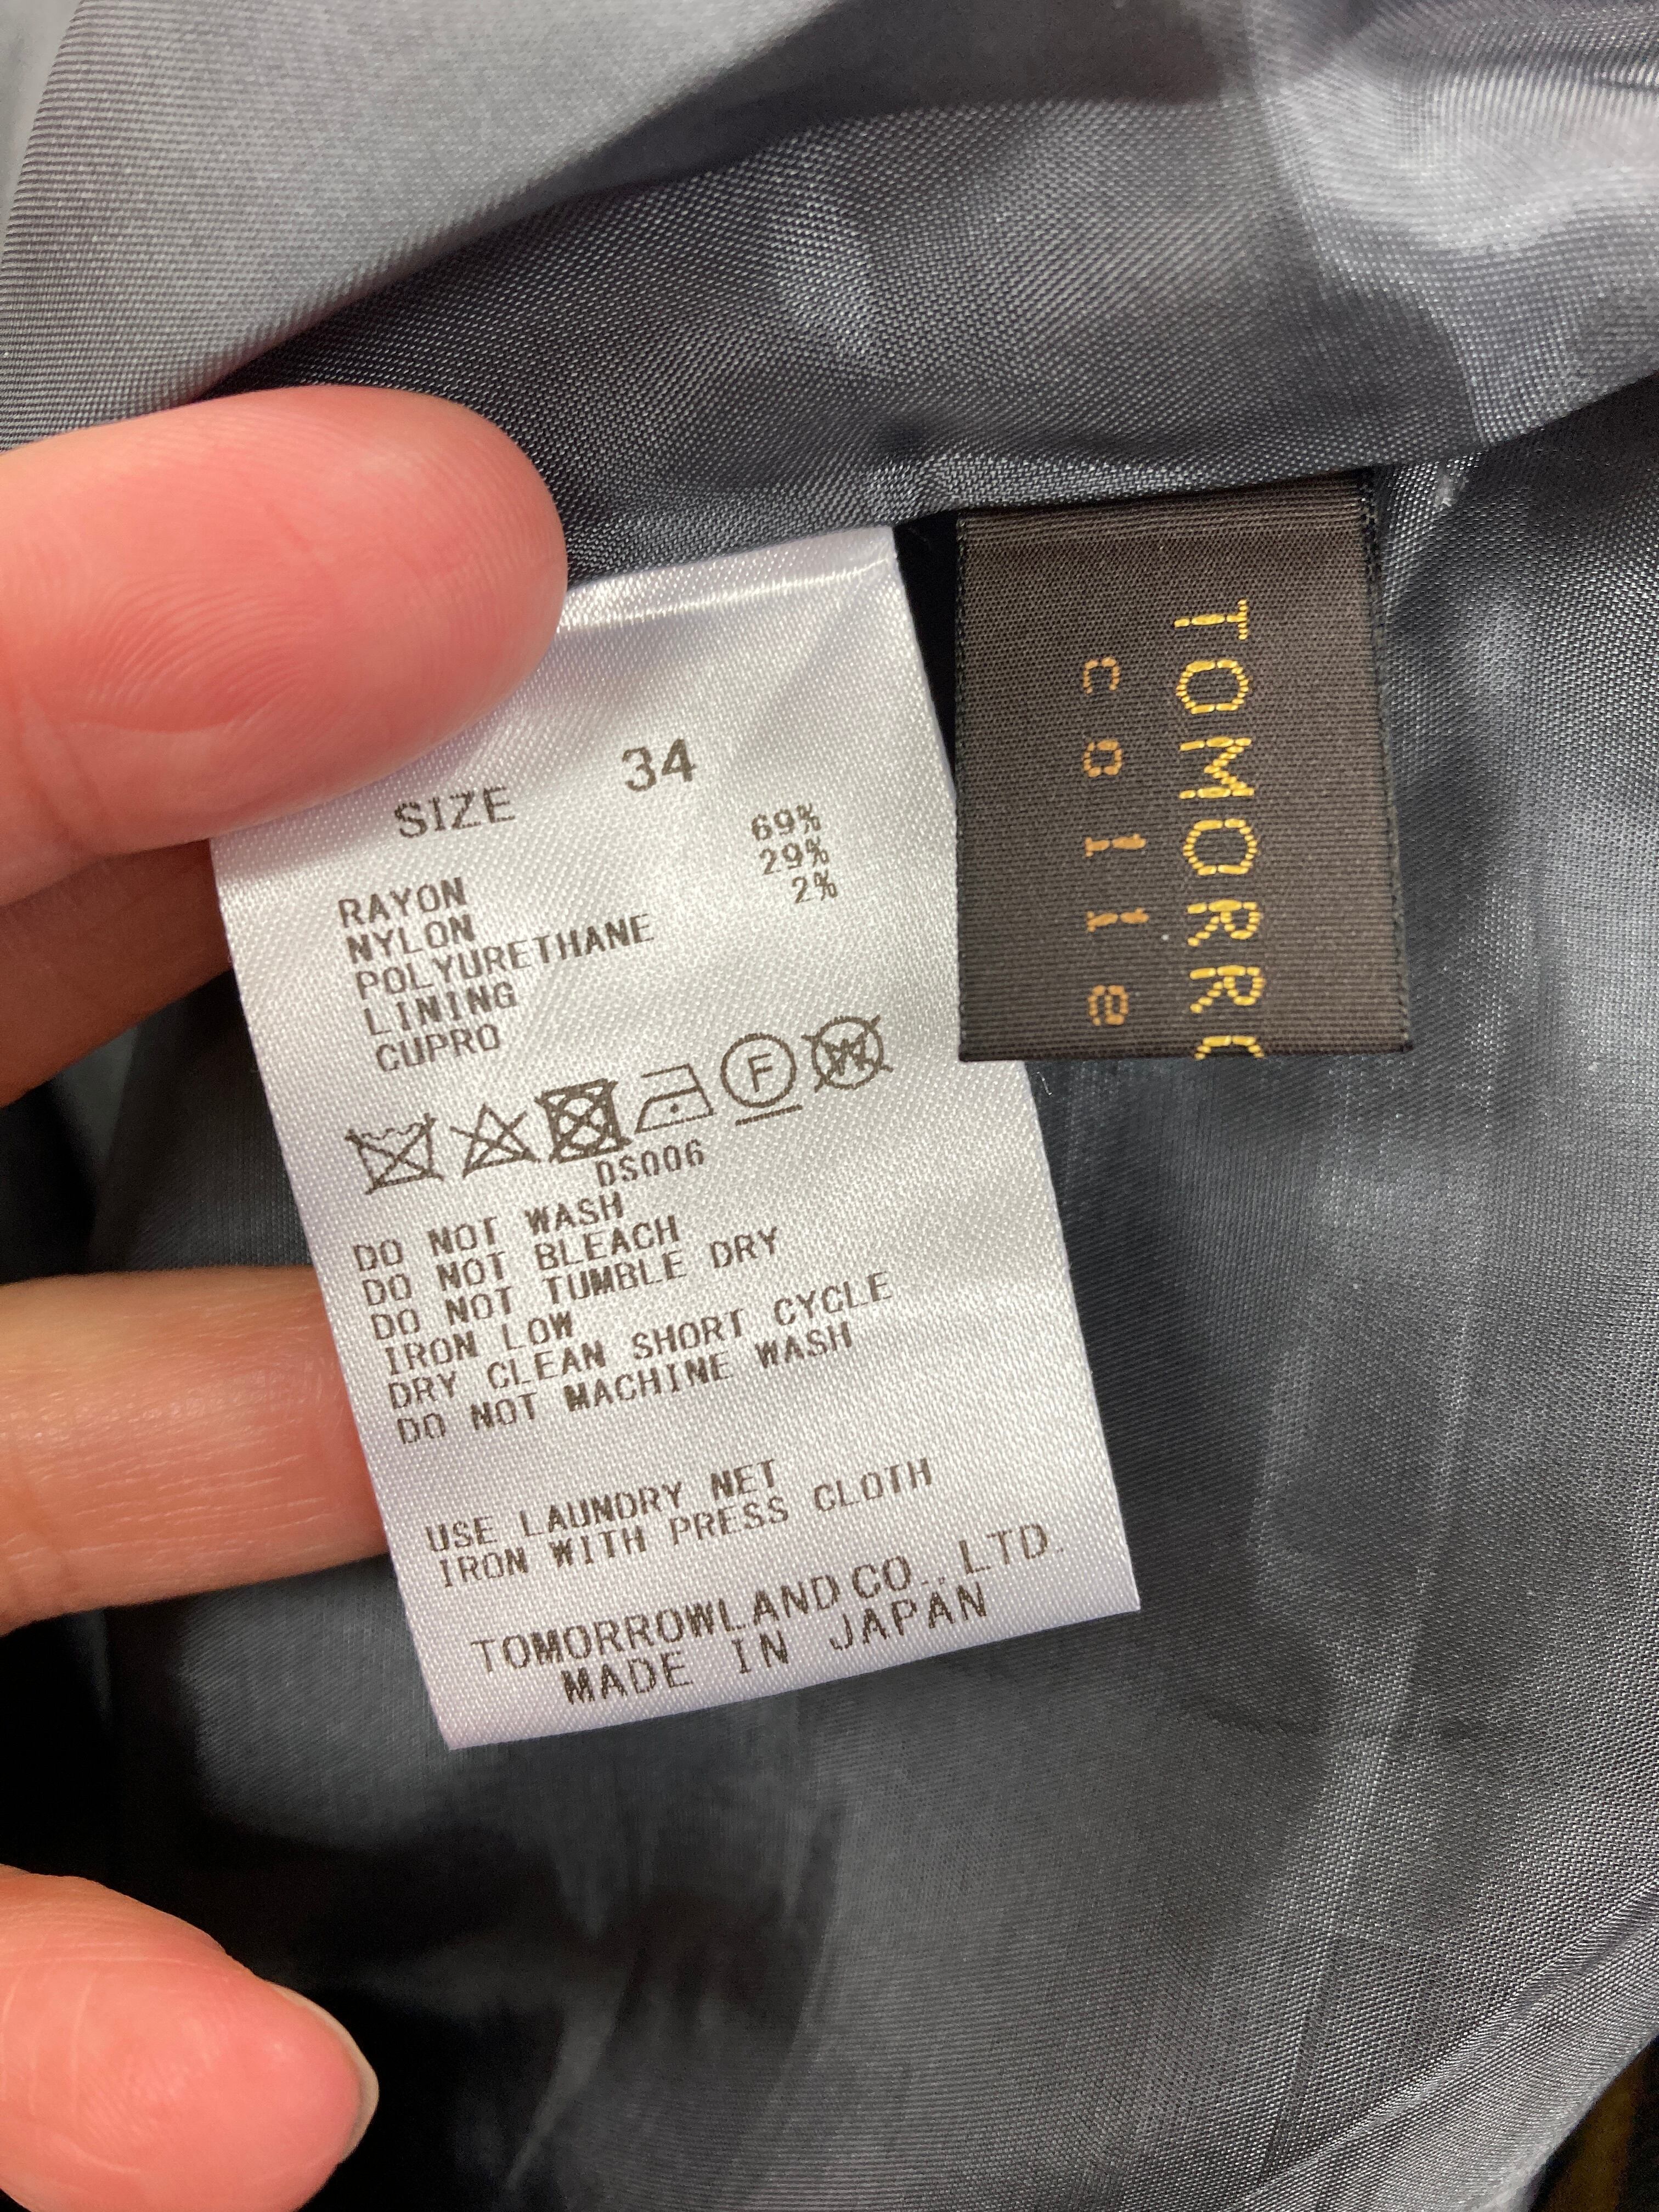 SIZE 34
RAYON 69%
NYLON 29%
POLYURETHANE 2%
LINING
CUPRO
F W
DS006
DO NOT WASH
DO NOT BLEACH
DO NOT TUMBLE DRY
IRON LOW
DRY CLEAN SHORT CYCLE
DO NOT MACHINE WASH
USE LAUNDRY NET
IRON WITH PRESS CLOTH
TOMORROWLAND CO., LTD.
MADE IN JAPAN
TOMORRO
colle